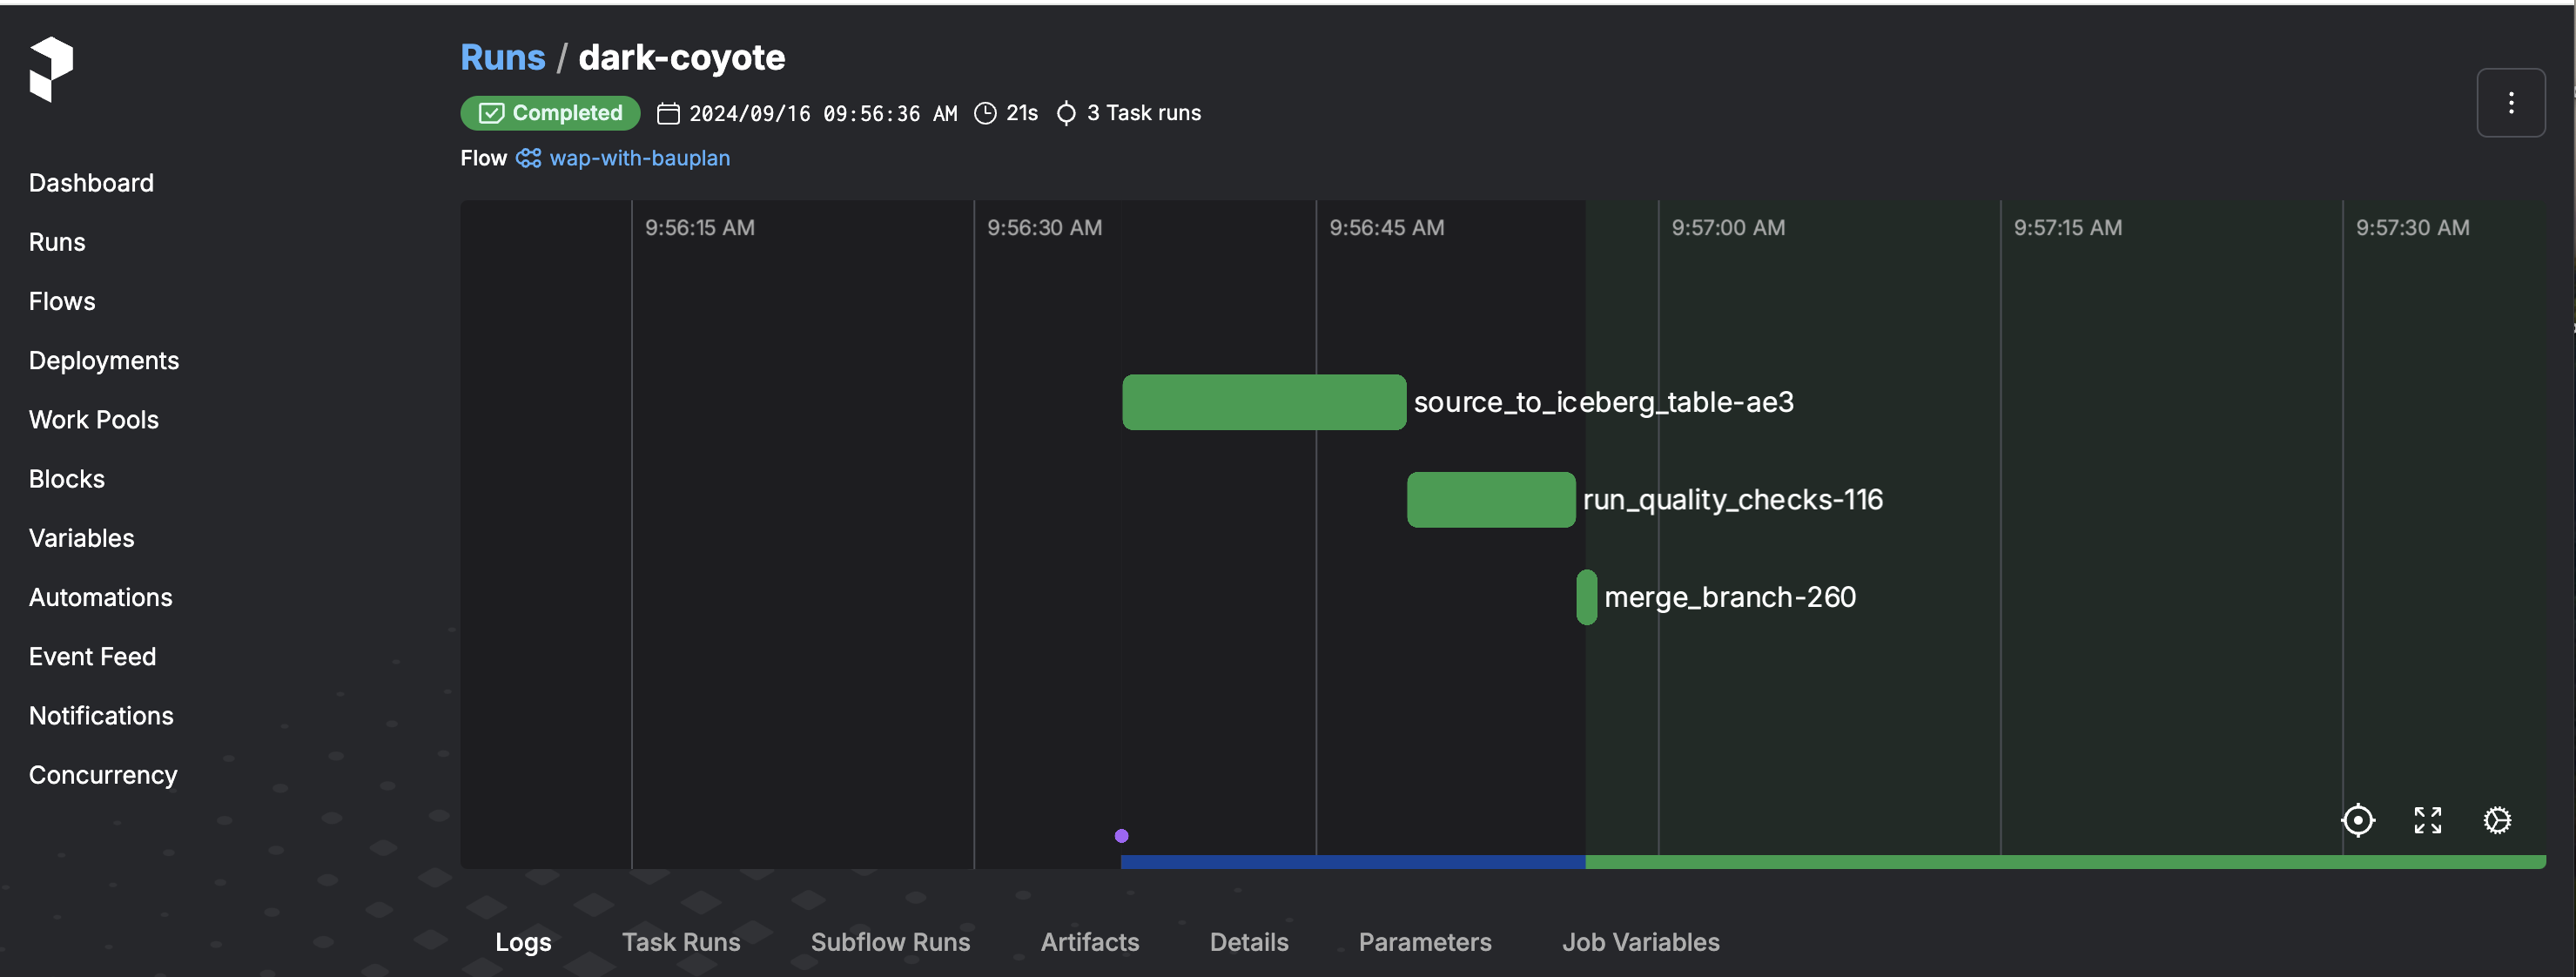 Runs / dark-coyote
Completed 2024/09/16 09:56:36 AM 21s 3 Task runs
Flow wap-with-bauplan
Dashboard
Runs
Flows
Deployments
Work Pools
Blocks
Variables
Automations
Event Feed
Notifications
Concurrency
9:56:15 AM 9:56:30 AM 9:56:45 AM 9:57:00 AM 9:57:15 AM 9:57:30 AM
source_to_iceberg_table-ae3
run_quality_checks-116
merge_branch-260
Logs Task Runs Subflow Runs Artifacts Details Parameters Job Variables